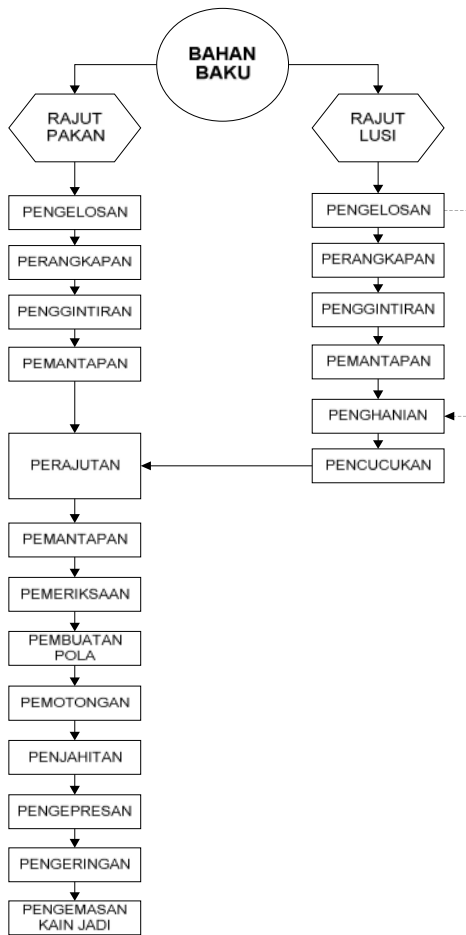 BAHAN
BAKU
RAJUT
PAKAN
RAJUT
LUSI
PENGELOSAN
PERANGKAPAN
PENGGINTIRAN
PEMANTAPAN
PENGELOSAN
PERANGKAPAN
PENGGINTIRAN
PEMANTAPAN
PENGHANIAN
PENCUCUKAN
PERAJUTAN
PEMANTAPAN
PEMERIKSAAN
PEMBUATAN
POLA
PEMOTONGAN
PENJAHITAN
PENGEPRESAN
PENGERINGAN
PENGEMASAN
KAIN JADI